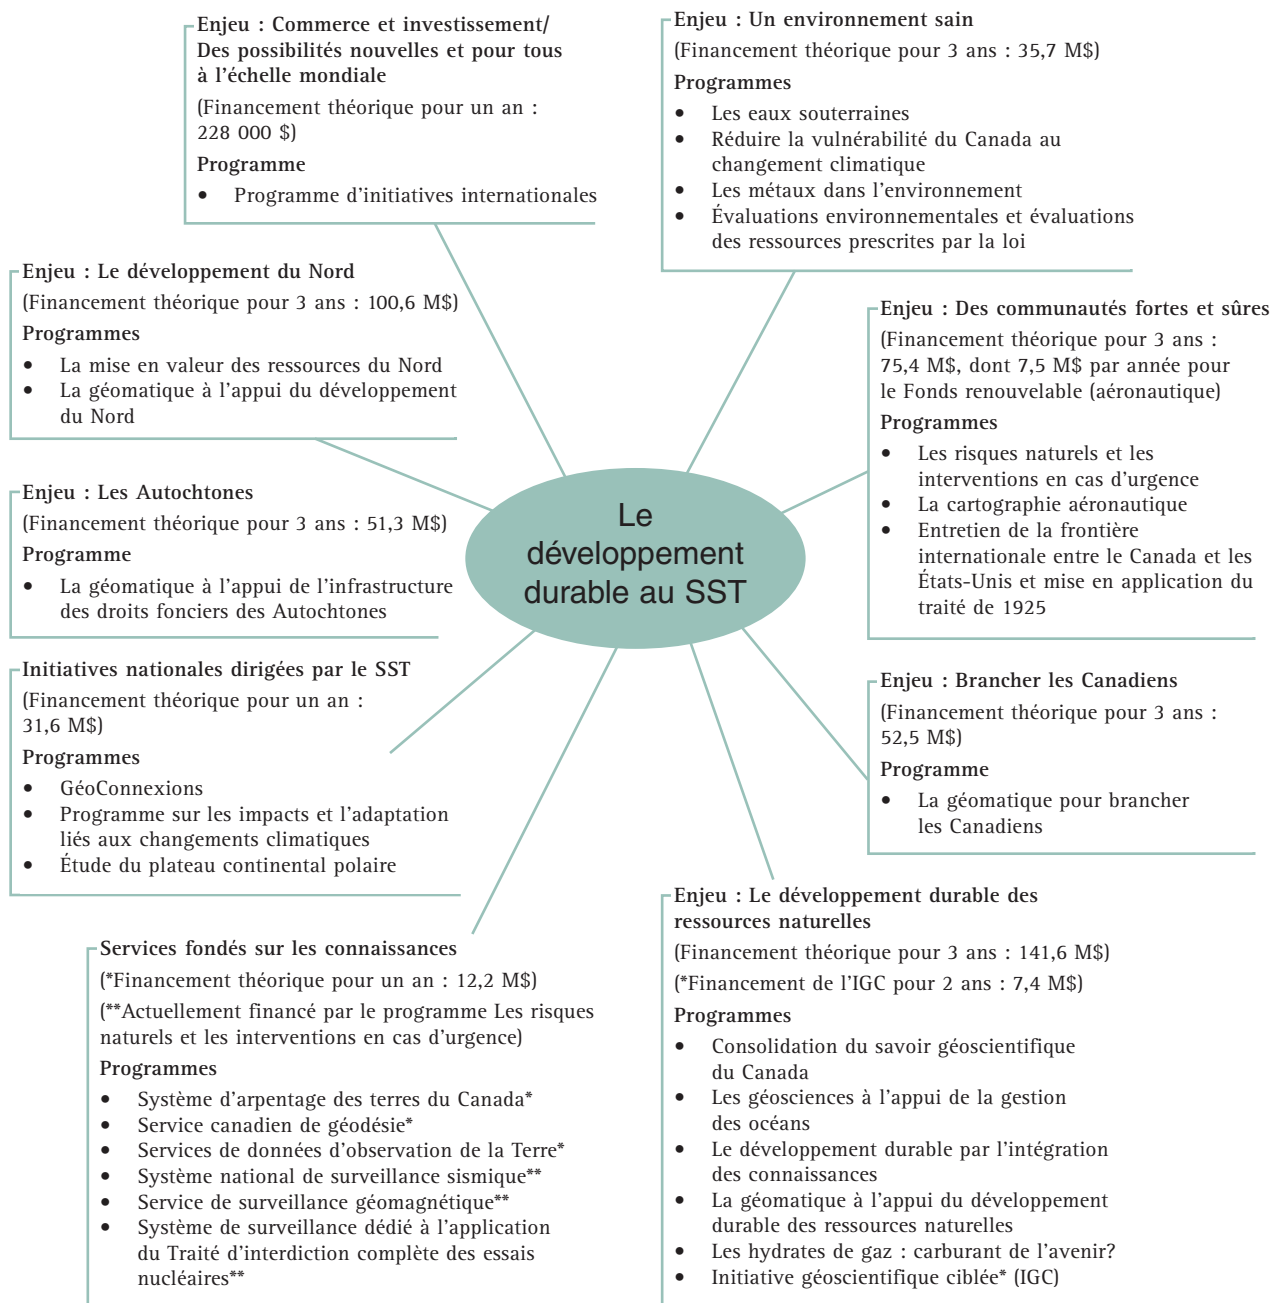 Enjeu : Commerce et investissement/
Des possibilités nouvelles et pour tous
à l'échelle mondiale
(Financement théorique pour un an :
228 000 $)
Programme
• Programme d'initiatives internationales
Enjeu : Un environnement sain
(Financement théorique pour 3 ans : 35,7 M$)
Programmes
• Les eaux souterraines
• Réduire la vulnérabilité du Canada au
changement climatique
• Les métaux dans l'environnement
• Évaluations environnementales et évaluations
des ressources prescrites par la loi
Enjeu : Le développement du Nord
(Financement théorique pour 3 ans : 100,6 M$)
Programmes
• La mise en valeur des ressources du Nord
• La géomatique à l'appui du développement
du Nord
Enjeu : Des communautés fortes et sûres
(Financement théorique pour 3 ans :
75,4 M$, dont 7,5 M$ par année pour
le Fonds renouvelable (aéronautique)
Programmes
• Les risques naturels et les
interventions en cas d'urgence
• La cartographie aéronautique
• Entretien de la frontière
internationale entre le Canada et les
États-Unis et mise en application du
traité de 1925
Enjeu : Les Autochtones
(Financement théorique pour 3 ans : 51,3 M$)
Programme
• La géomatique à l'appui de l'infrastructure
des droits fonciers des Autochtones
Le
développement
durable au SST
Initiatives nationales dirigées par le SST
(Financement théorique pour un an :
31,6 M$)
Programmes
• GéoConnexions
• Programme sur les impacts et l'adaptation
liés aux changements climatiques
• Étude du plateau continental polaire
Enjeu : Brancher les Canadiens
(Financement théorique pour 3 ans :
52,5 M$)
Programme
• La géomatique pour brancher
les Canadiens
Services fondés sur les connaissances
(*Financement théorique pour un an : 12,2 M$)
(**Actuellement financé par le programme Les risques
naturels et les interventions en cas d'urgence)
Programmes
• Système d'arpentage des terres du Canada*
• Service canadien de géodésie*
• Services de données d'observation de la Terre*
• Système national de surveillance sismique**
• Service de surveillance géomagnétique**
• Système de surveillance dédié à l'application
du Traité d'interdiction complète des essais
nucléaires**
Enjeu : Le développement durable des
ressources naturelles
(Financement théorique pour 3 ans : 141,6 M$)
(*Financement de l'IGC pour 2 ans : 7,4 M$)
Programmes
• Consolidation du savoir géoscientifique
du Canada
• Les géosciences à l'appui de la gestion
des océans
• Le développement durable par l'intégration
des connaissances
• La géomatique à l'appui du développement
durable des ressources naturelles
• Les hydrates de gaz : carburant de l'avenir?
• Initiative géoscientifique ciblée* (IGC)